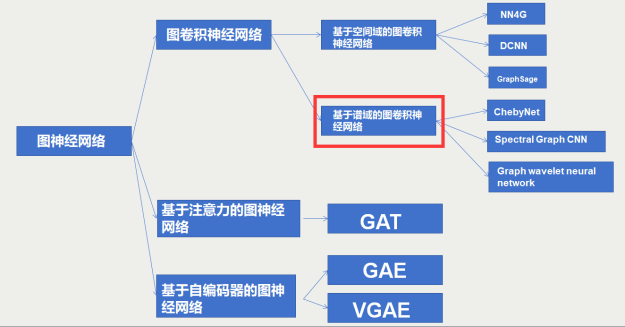 图神经网络
图卷积神经网络
基于空间域的图卷积
神经网络
NN4G
DCNN
GraphSage
基于谱域的图卷积神
经网络
ChebyNet
Spectral Graph CNN
Graph wavelet neural
network
基于注意力的图神经
网络
GAT
基于自编码器的图神
经网络
GAE
VGAE